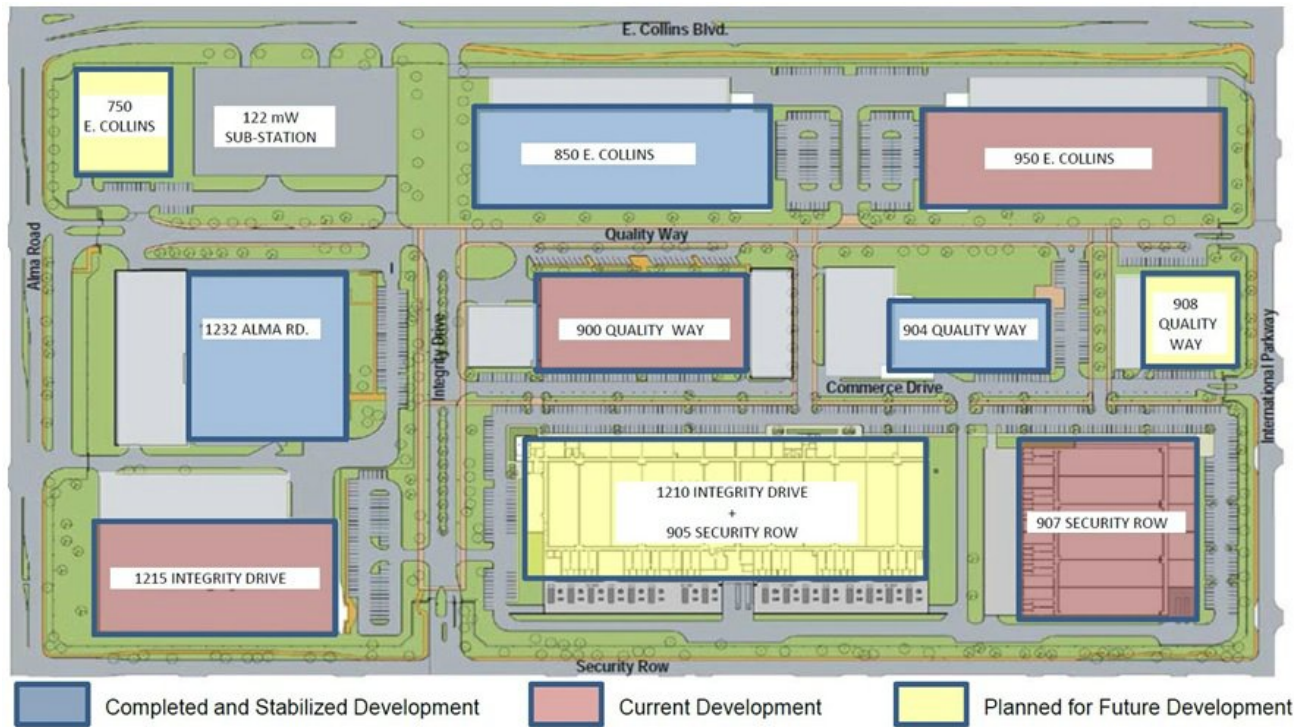 E. Collins Blvd.
750
E. COLLINS
122 mW
SUB-STATION
850 E. COLLINS
950 E. COLLINS
Alma Road
Quality Way
1232 ALMA RD.
Integrity Drive
900 QUALITY WAY
904 QUALITY WAY
908
QUALITY
WAY
International Parkway
Commerce Drive
1210 INTEGRITY DRIVE
+
905 SECURITY ROW
907 SECURITY ROW
1215 INTEGRITY DRIVE
Security Row
Completed and Stabilized Development
Current Development
Planned for Future Development